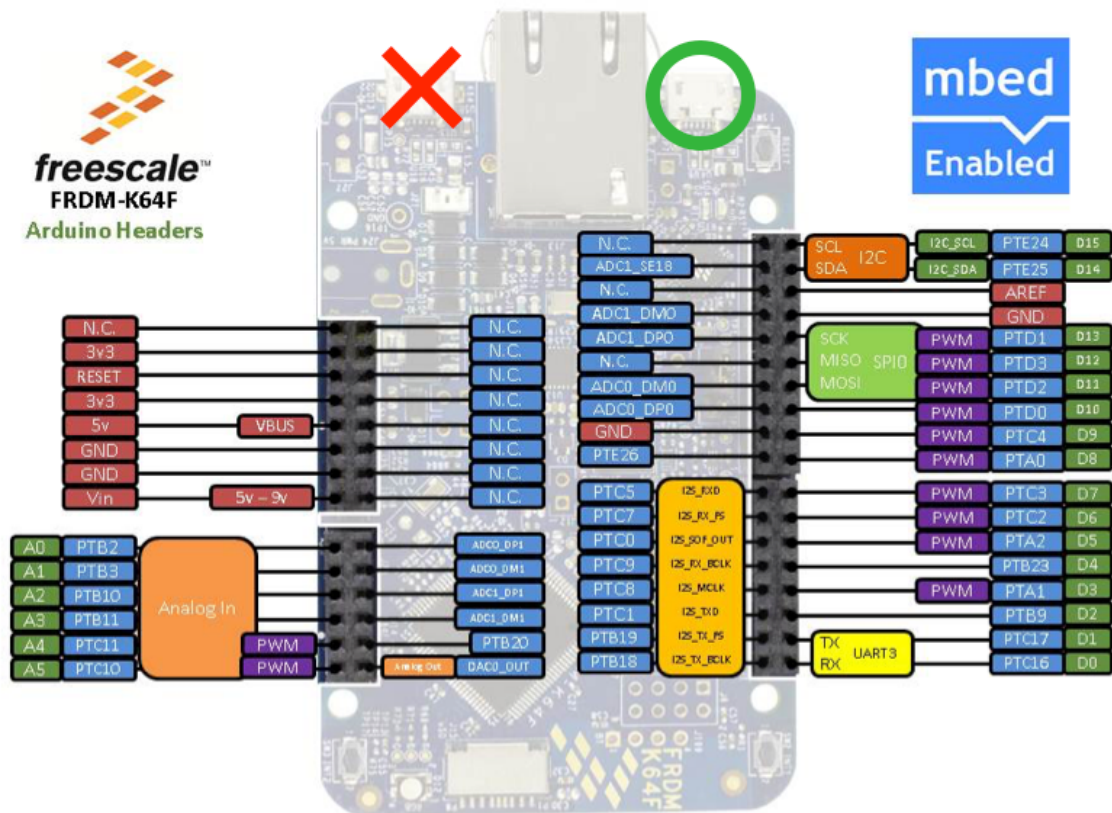 freescale™
FRDM-K64F
Arduino Headers
mbed
Enabled
N.C.
SCL
I2C
I2C_SCL
PTE24
D15
ADC1_SE18
SDA
I2C_SDA
PTE25
D14
N.C.
AREF
ADC1_DM0
GND
ADC1_DP0
SCK
SPI0
PWM
PTD1
D13
N.C.
MISO
PWM
PTD3
D12
ADC0_DM0
MOSI
PWM
PTD2
D11
ADC0_DP0
PWM
PTD0
D10
GND
PWM
PTC4
D9
PTE26
PWM
PTA0
D8
N.C.
N.C.
3v3
N.C.
RESET
N.C.
3v3
N.C.
5v
VBUS
N.C.
GND
N.C.
GND
N.C.
Vin
5v – 9v
N.C.
PTC5
I2S_RXD
PWM
PTC3
D7
PTC7
I2S_RX_FS
PWM
PTC2
D6
PTC0
I2S_SOF_OUT
PWM
PTA2
D5
PTC9
I2S_RX_BCLK
PTB23
D4
PTC8
I2S_MCLK
PWM
PTA1
D3
PTC1
I2S_TXD
PTB9
D2
PTB19
I2S_TX_FS
TX
UART3
PTC17
D1
PTB18
I2S_TX_BCLK
RX
PTC16
D0
A0
PTB2
Analog In
ADC0_DP1
A1
PTB3
ADC0_DM1
A2
PTB10
ADC1_DP1
A3
PTB11
ADC1_DM1
A4
PTC11
PWM
PTB20
A5
PTC10
PWM
Analog Out
DAC0_OUT
FRDM
K64F